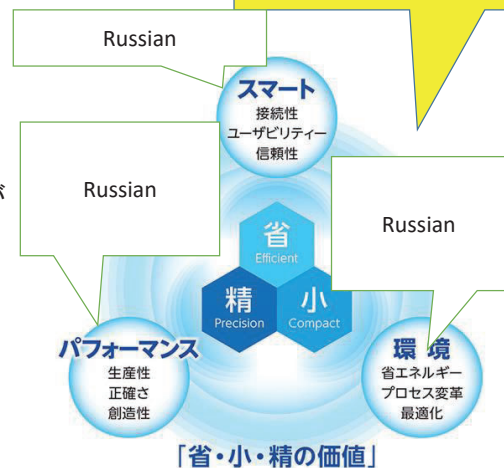 Russian
スマート
接続性
ユーザビリティー
信頼性
Russian
が
Russian
省
Efficient
精
Precision
小
Compact
パフォーマンス
生産性
正確さ
創造性
環境
省エネルギー
プロセス変革
最適化
「省・小・精の価値」